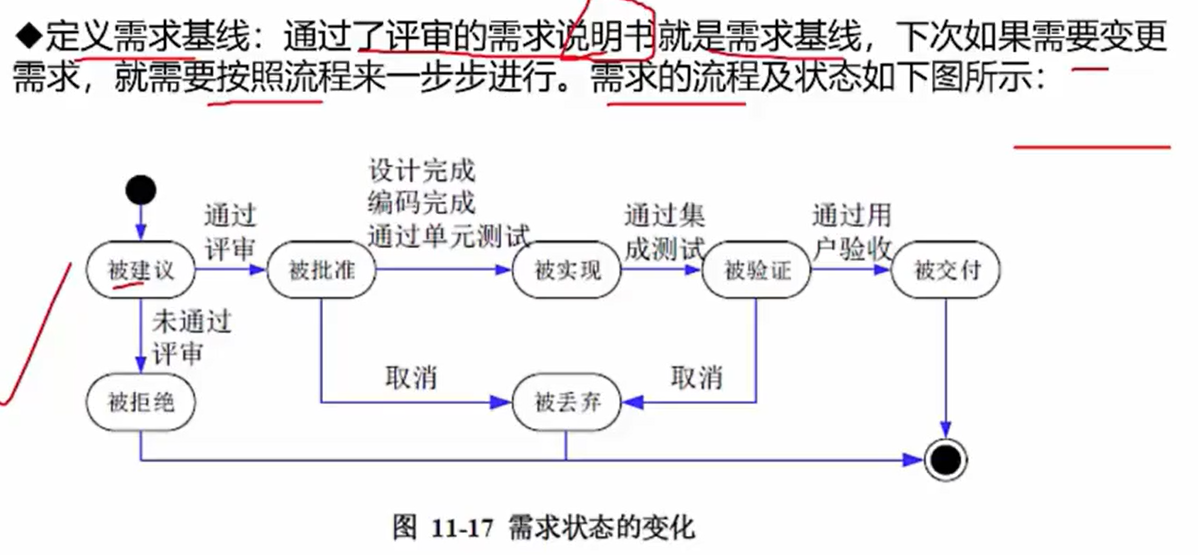 ◆定义需求基线：通过了评审的需求说明书就是需求基线，下次如果需要变更
需求，就需要按照流程来一步步进行。需求的流程及状态如下图所示：
设计完成
编码完成
通过单元测试
通过
评审
通过集
成测试
通过用
户验收
被建议
被批准
被实现
被验证
被交付
未通过
评审
取消
取消
被拒绝
被丢弃
图 11-17 需求状态的变化